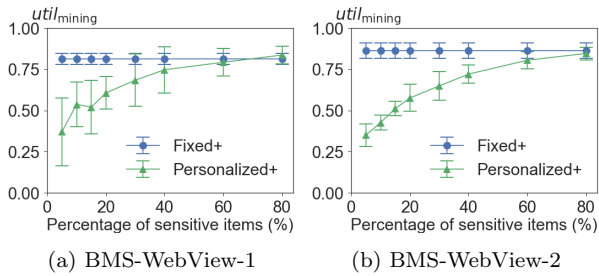 util_mining
1.00
0.75
0.50
0.25
0.00
Fixed+
Personalized+
0 20 40 60 80
Percentage of sensitive items (%)
(a) BMS-WebView-1
util_mining
1.00
0.75
0.50
0.25
0.00
Fixed+
Personalized+
0 20 40 60 80
Percentage of sensitive items (%)
(b) BMS-WebView-2